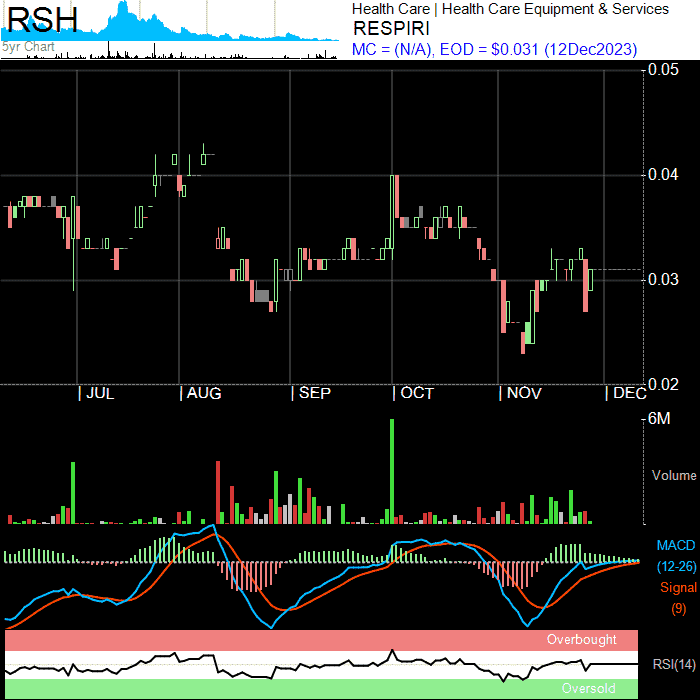 RSH
5yr Chart
Health Care | Health Care Equipment & Services
RESPIRI
MC = (N/A), EOD = $0.031 (12Dec2023)
0.05
0.04
0.03
0.02
| JUL | AUG | SEP | OCT | NOV | DEC
6M
Volume
MACD
(12-26)
Signal
(9)
Overbought
RSI(14)
Oversold